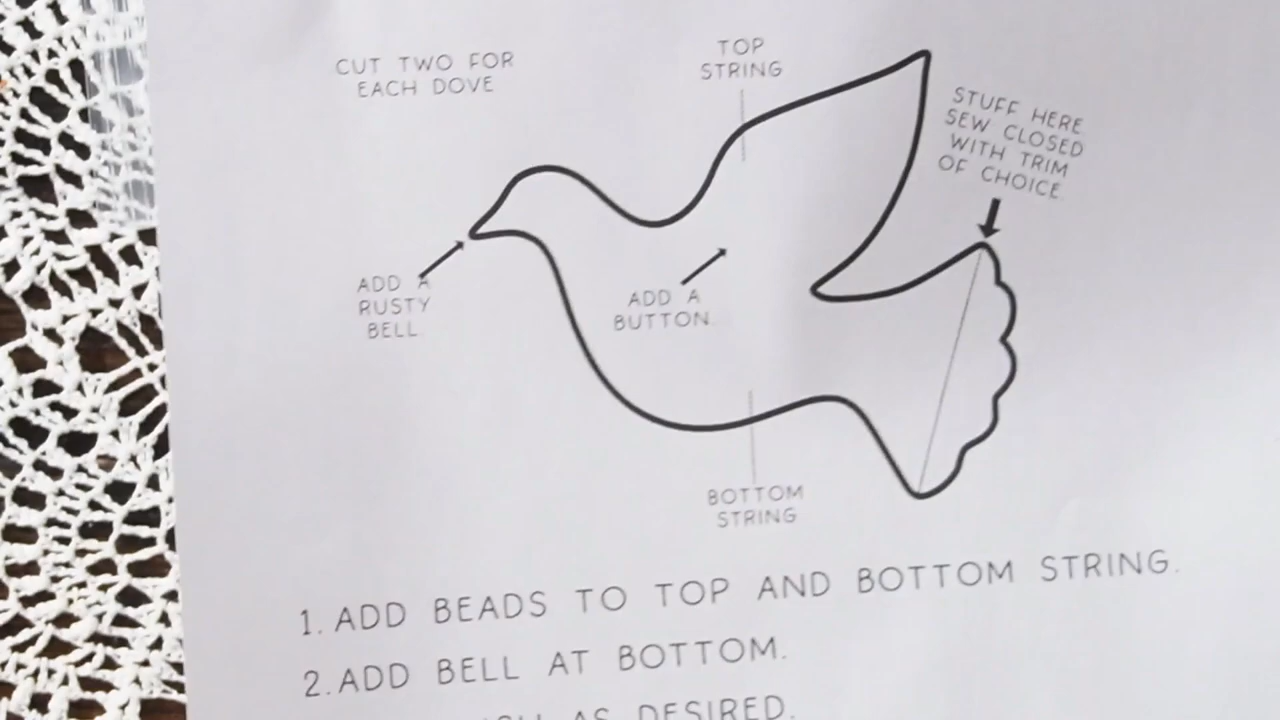 CUT TWO FOR
EACH DOVE
TOP
STRING
STUFF HERE
SEW CLOSED
WITH TRIM
OF CHOICE
ADD A
RUSTY
BELL
ADD A
BUTTON
BOTTOM
STRING
1. ADD BEADS TO TOP AND BOTTOM STRING.
2. ADD BELL AT BOTTOM.
AS DESIRED.